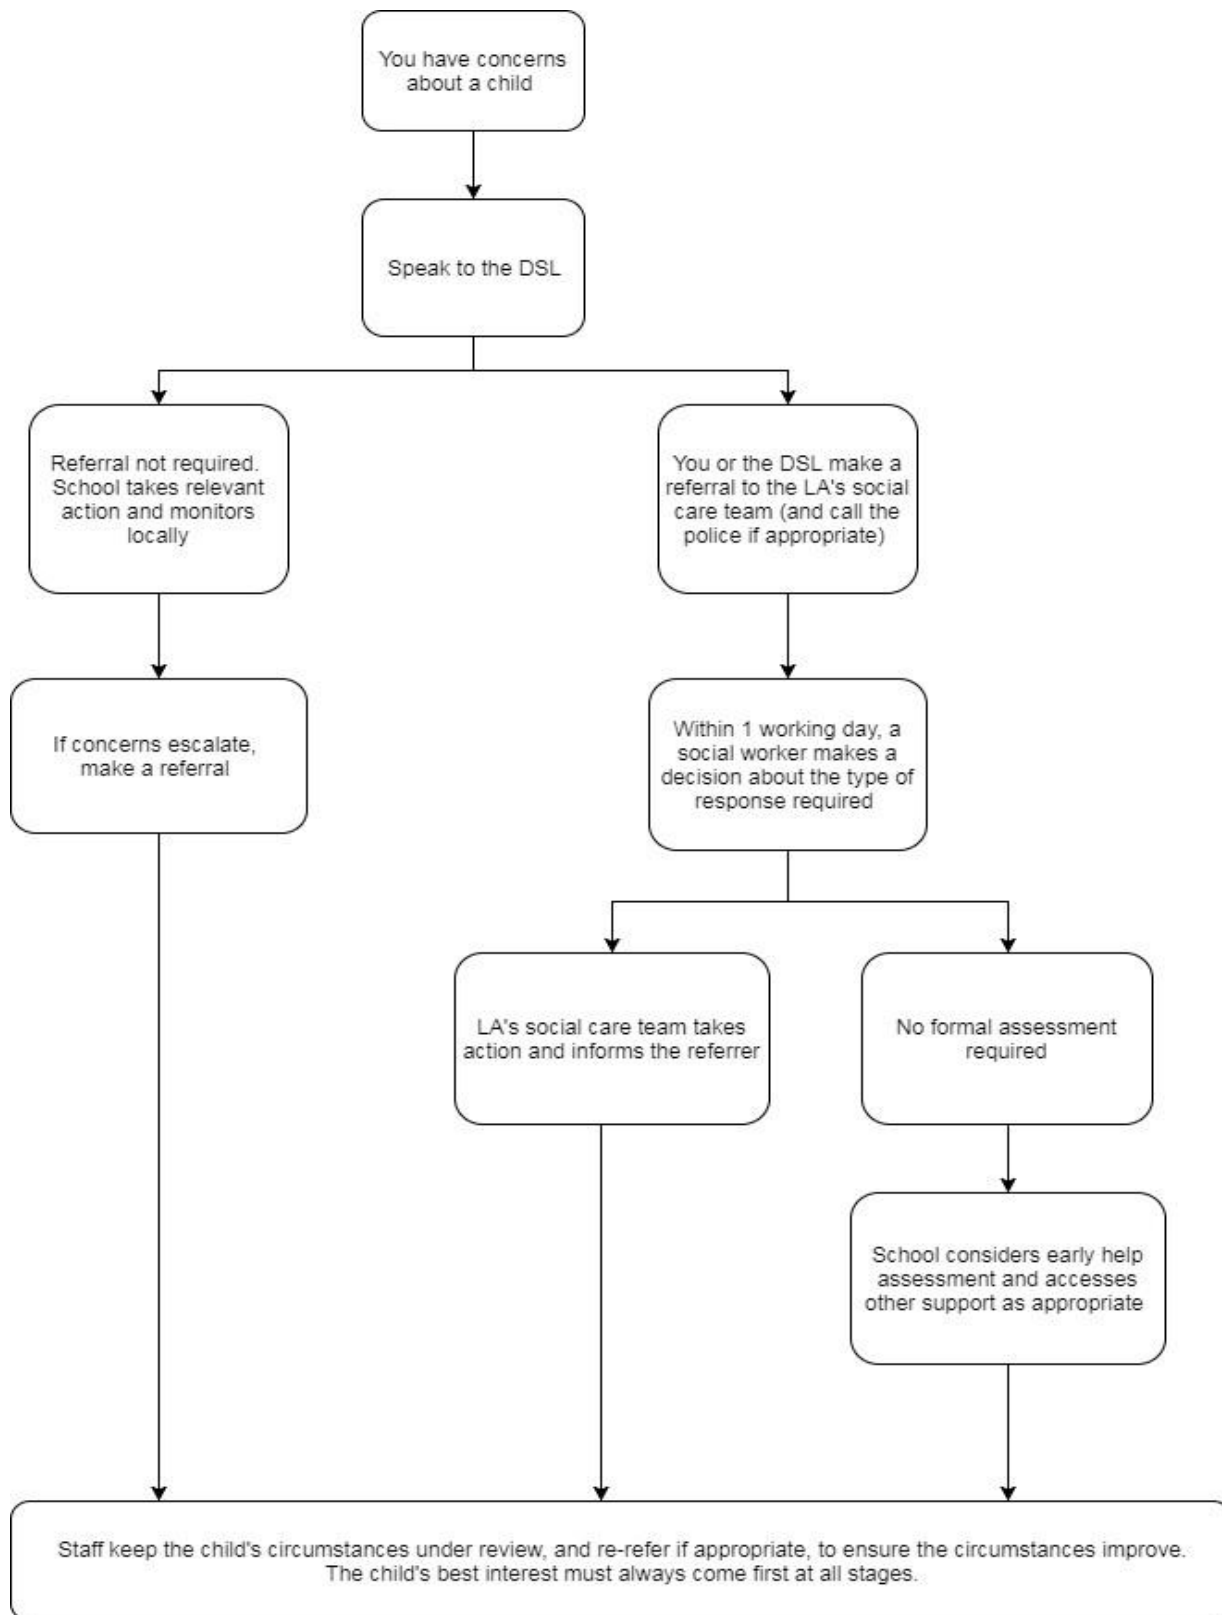 You have concerns
about a child
Speak to the DSL
Referral not required.
School takes relevant
action and monitors
locally
You or the DSL make a
referral to the LA's social
care team (and call the
police if appropriate)
If concerns escalate,
make a referral
Within 1 working day, a
social worker makes a
decision about the type of
response required
LA's social care team takes
action and informs the referrer
No formal assessment
required
School considers early help
assessment and accesses
other support as appropriate
Staff keep the child's circumstances under review, and re-refer if appropriate, to ensure the circumstances improve.
The child's best interest must always come first at all stages.